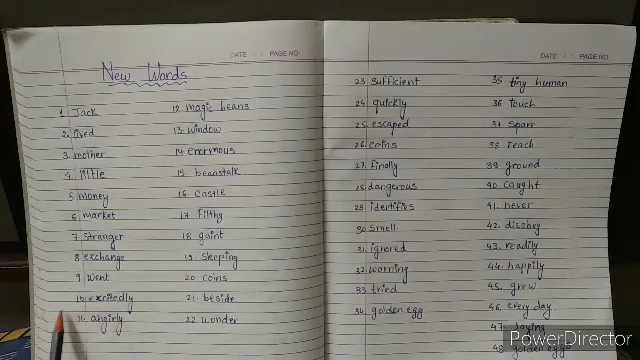 DATE PAGE NO:
New Words
1. Jack
2. lived
3. mother
4. little
5. money
6. market
7. Stranger
8. exchange
9. went
10. excitedly
11. angirly
12. magic beans
13. window
14. enormous
15. beanstalk
16. castle
17. filthy
18. gaint
19. sleeping
20. coins
21. beside
22. wonder
DATE PAGE NO:
23. sufficient
24. quickly
25. escaped
26. coins
27. finally
28. dangerous
29. identifies
30. smell
31. ignored
32. warning
33. tried
34. golden egg
35. tiny human
36. touch
37. spare
38. reach
39. ground
40. caught
41. never
42. disobey
43. readily
44. happily
45. grew
46. every day
47. laying
48. golden eggs
PowerDirector